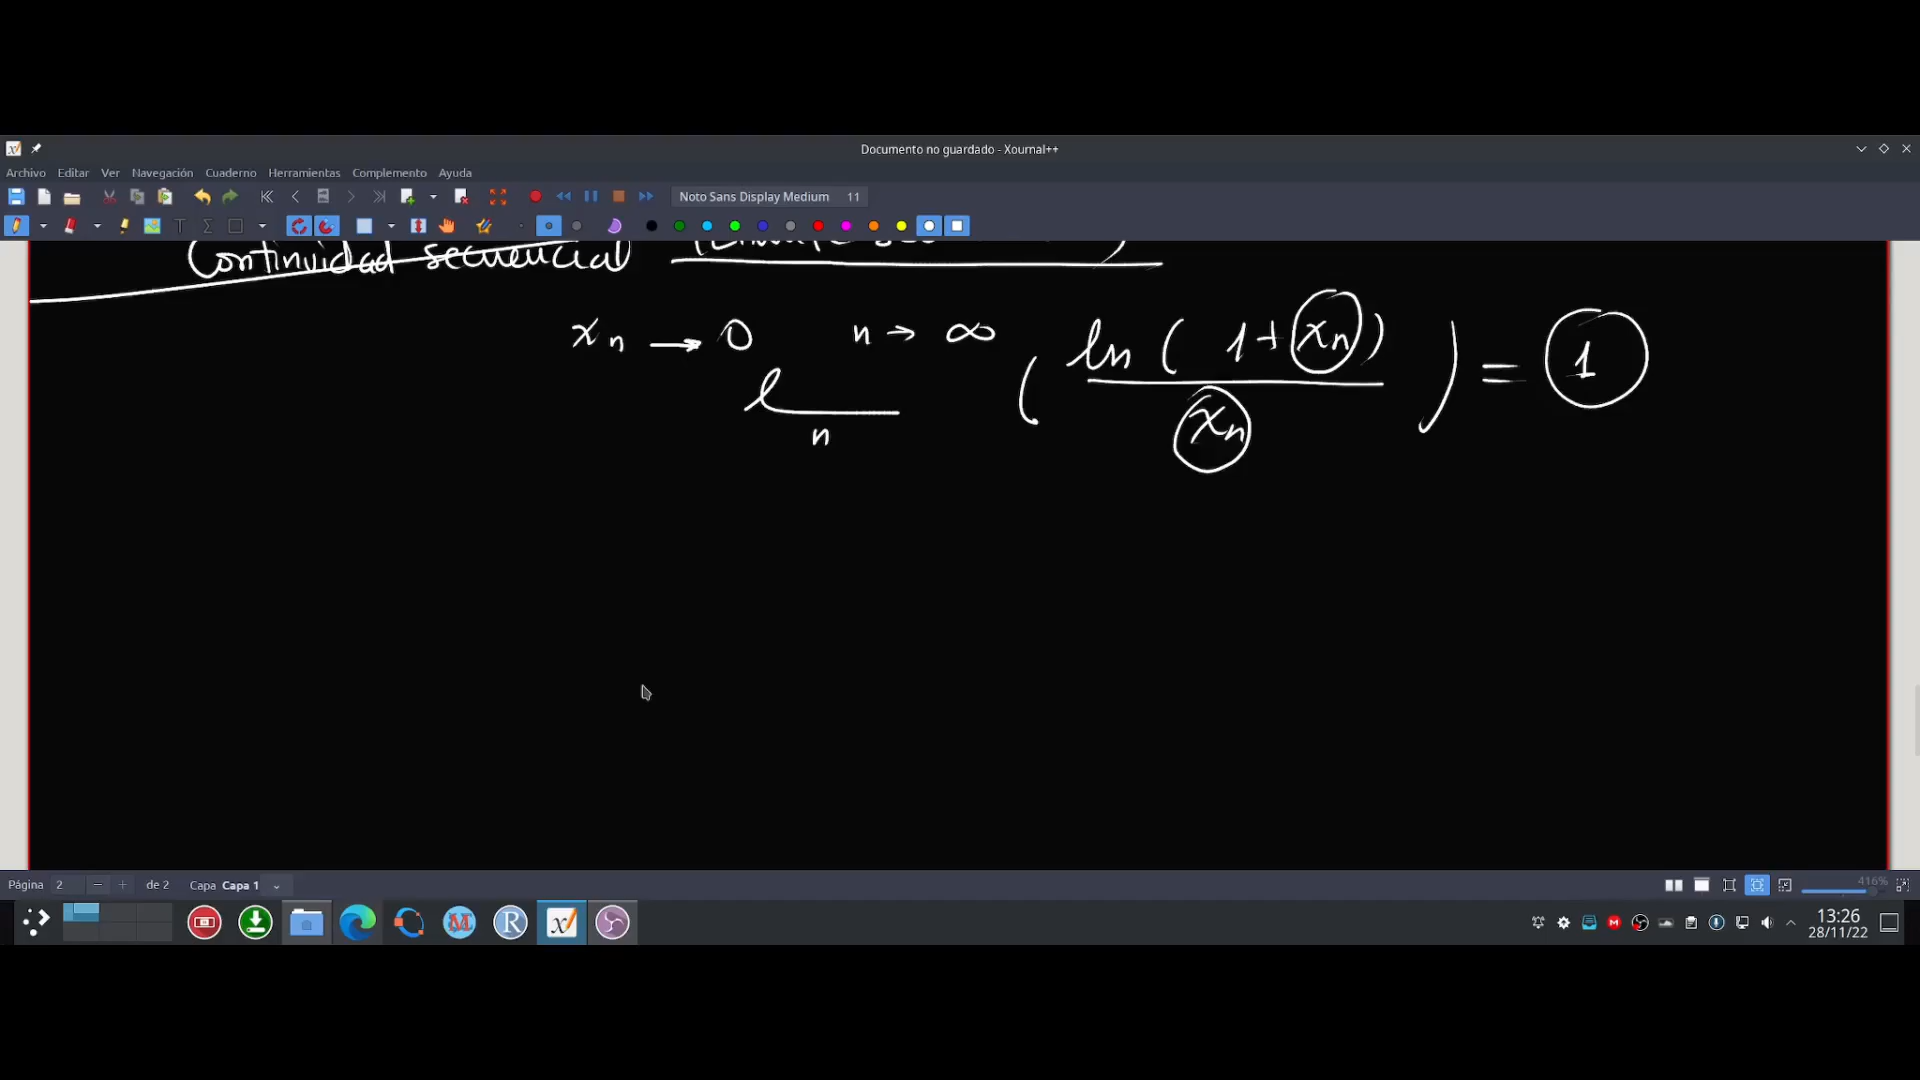 Documento no guardado - Xournal++
Archivo Editar Ver Navegación Cuaderno Herramientas Complemento Ayuda
Noto Sans Display Medium 11
Continuidad secuencial
xn → 0 n → ∞
( ln ( 1 + xn ) / xn ) = 1
n
Página 2 de 2 Capa Capa 1 416%
13:26
28/11/22